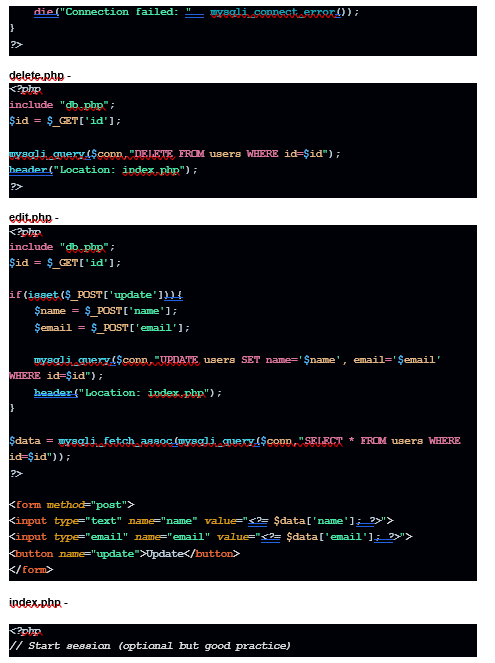 die("Connection failed: " . mysqli_connect_error());
}
?>
delete.php -
<?php
include "db.php";
$id = $_GET['id'];
mysqli_query($conn,"DELETE FROM users WHERE id=$id");
header("Location: index.php");
?>
edit.php -
<?php
include "db.php";
$id = $_GET['id'];
if(isset($_POST['update'])){
$name = $_POST['name'];
$email = $_POST['email'];
mysqli_query($conn,"UPDATE users SET name='$name', email='$email'
WHERE id=$id");
header("Location: index.php");
}
$data = mysqli_fetch_assoc(mysqli_query($conn,"SELECT * FROM users WHERE
id=$id"));
?>
<form method="post">
<input type="text" name="name" value="<?= $data['name']; ?>">
<input type="email" name="email" value="<?= $data['email']; ?>">
<button name="update">Update</button>
</form>
index.php -
<?php
// Start session (optional but good practice)